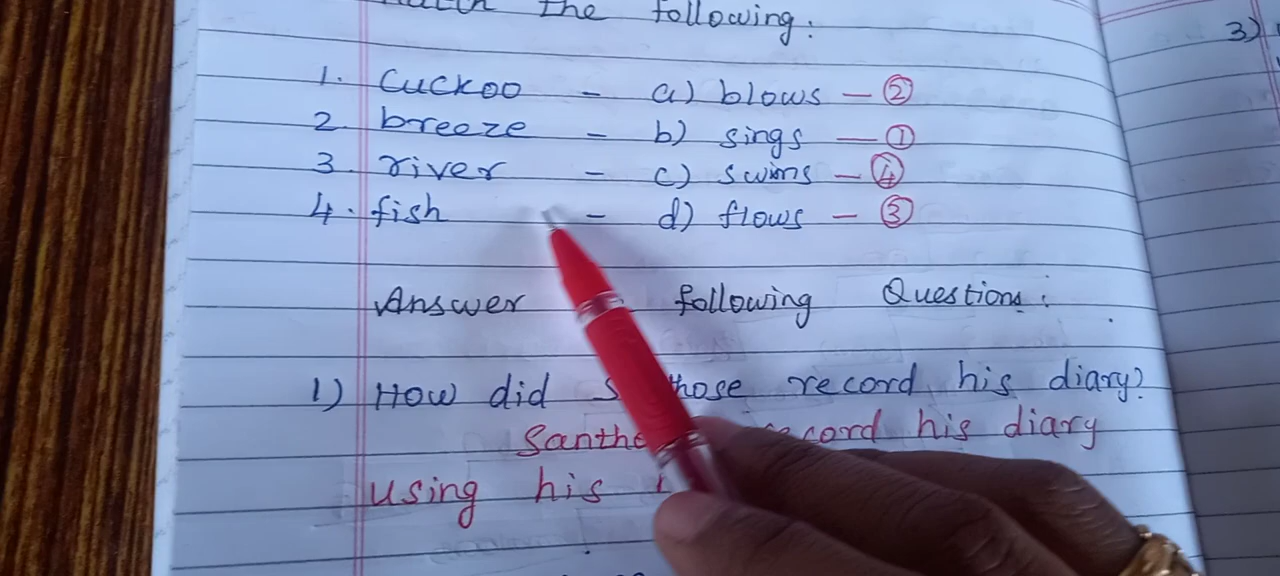 the following:
1. Cuckoo - a) blows - ②
2. breeze - b) sings - ①
3. river - c) swims - ④
4. fish - d) flows - ③
Answer following Questions:
1) How did record his diary?
his diary
using his
3)